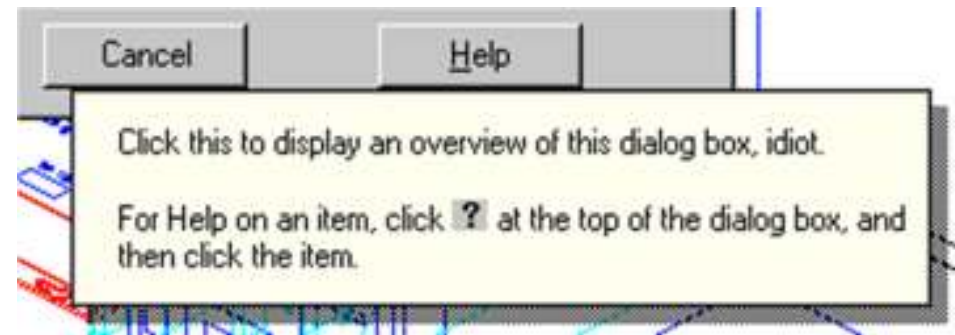 Cancel Help
Click this to display an overview of this dialog box, idiot.
For Help on an item, click ? at the top of the dialog box, and
then click the item.